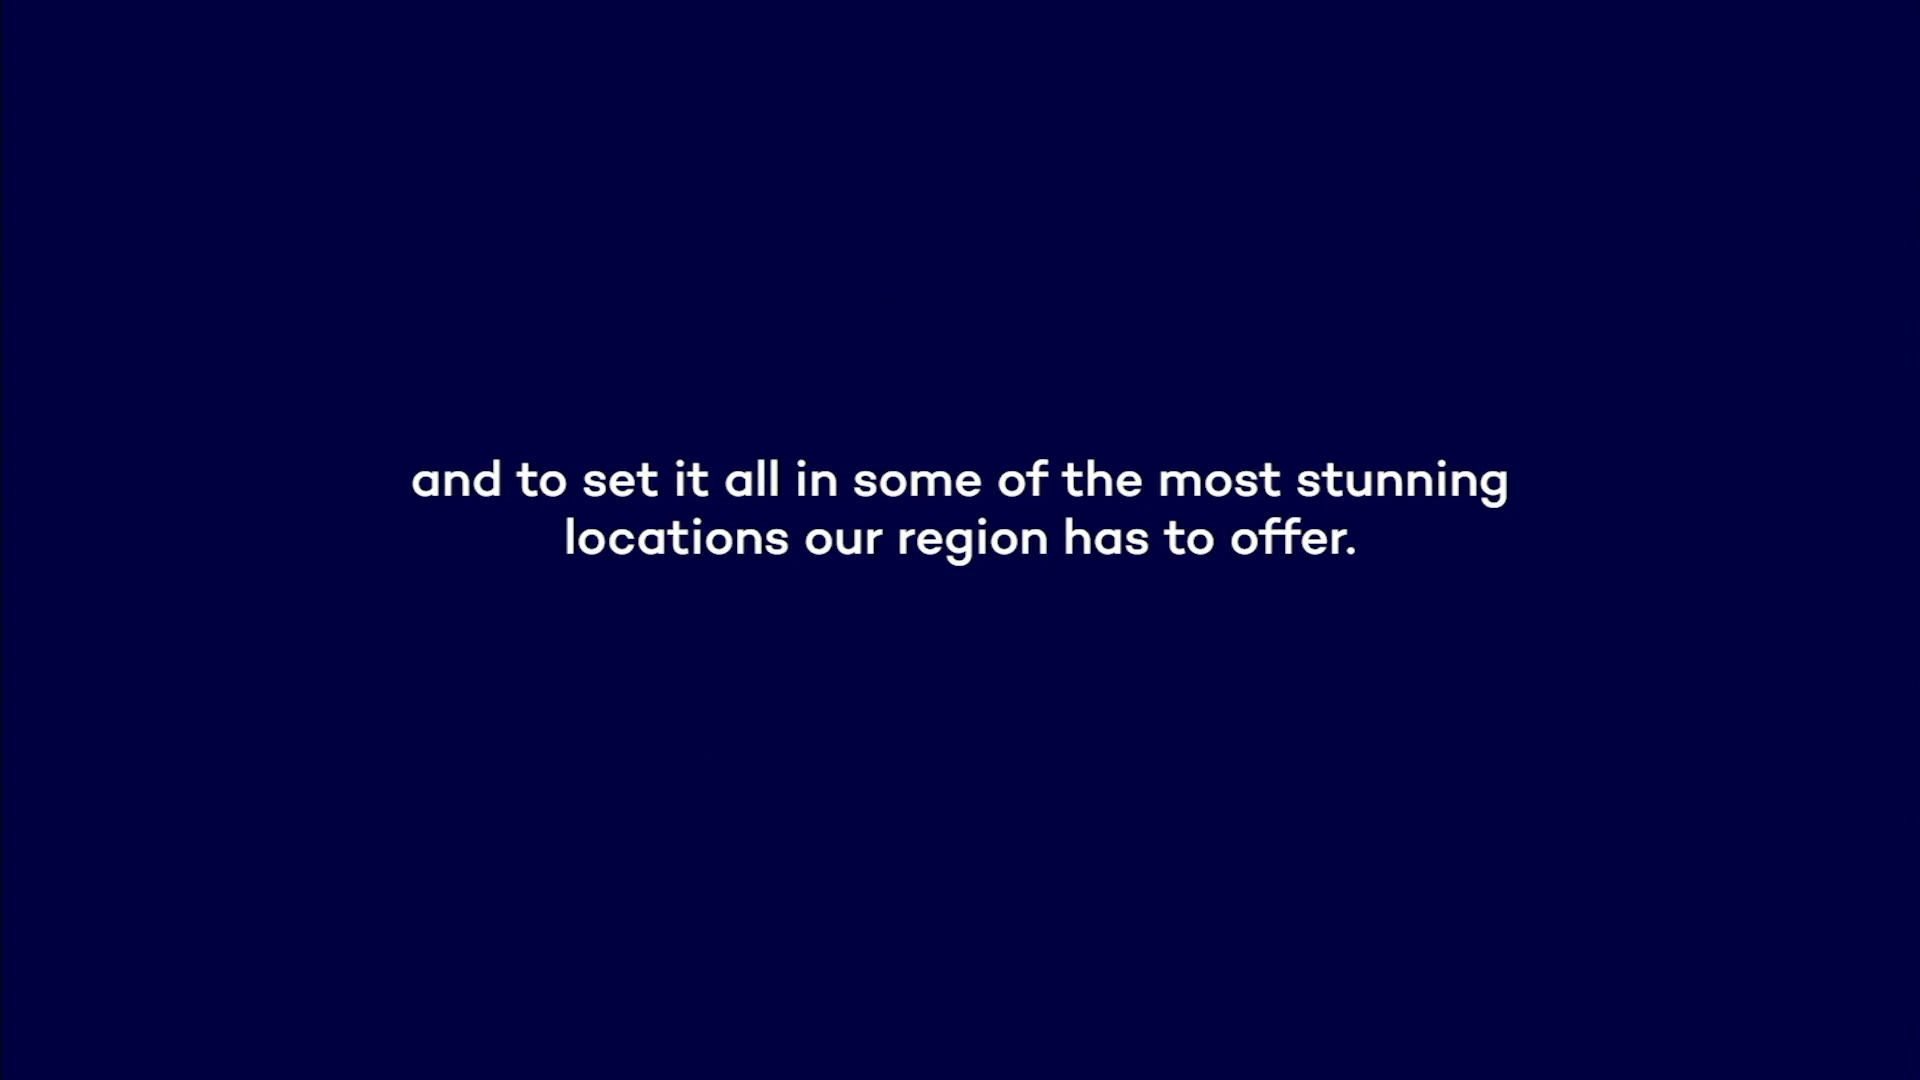 and to set it all in some of the most stunning
locations our region has to offer.